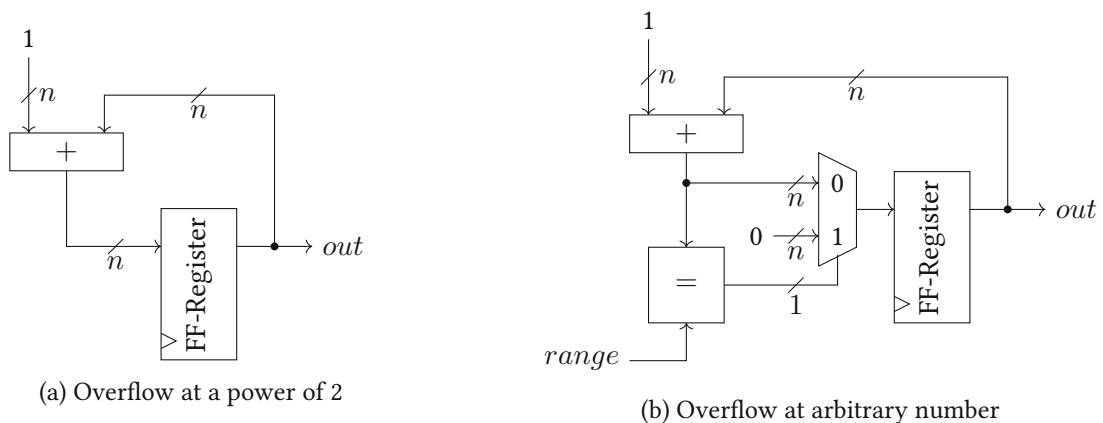 1
n
n
+
n
FF-Register
out
(a) Overflow at a power of 2
1
n
n
+
n
0
0
n
1
=
1
range
FF-Register
out
(b) Overflow at arbitrary number